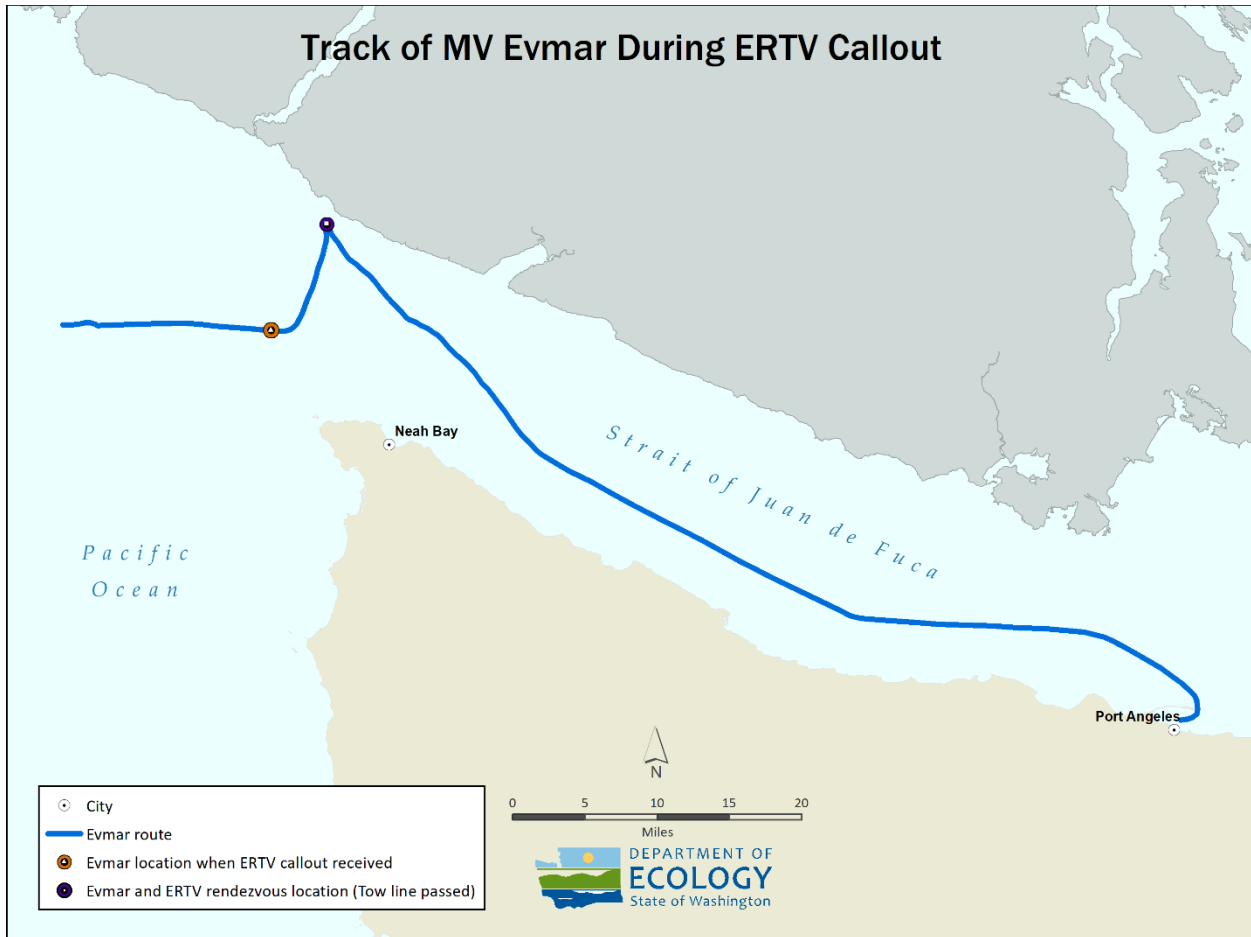 Track of MV Evmar During ERTV Callout
Neah Bay
Strait of Juan de Fuca
Pacific
Ocean
Port Angeles
N
0 5 10 15 20
Miles
City
Evmar route
Evmar location when ERTV callout received
Evmar and ERTV rendezvous location (Tow line passed)
DEPARTMENT OF
ECOLOGY
State of Washington